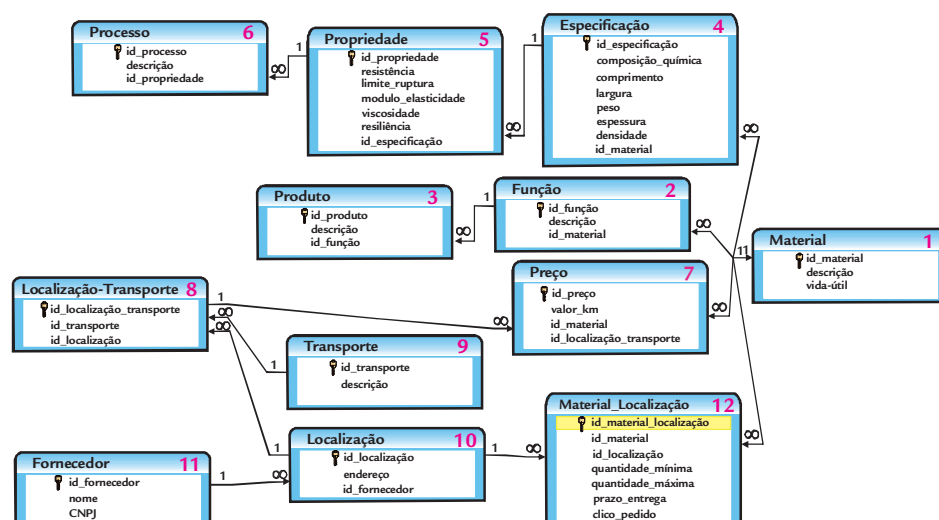 Processo 6
id_processo
descrição
id_propriedade
1
∞
Propriedade 5
id_propriedade
resistência
limite_ruptura
modulo_elasticidade
viscosidade
resiliência
id_especificação
1
∞
Especificação 4
id_especificação
composição_química
comprimento
largura
peso
espessura
densidade
id_material
∞
Produto 3
id_produto
descrição
id_função
1
∞
Função 2
id_função
descrição
id_material
∞
11
Material 1
id_material
descrição
vida-útil
Localização-Transporte 8
id_localização_transporte
id_transporte
id_localização
1
∞
∞
Preço 7
id_preço
valor_km
id_material
id_localização_transporte
∞
∞
Transporte 9
id_transporte
descrição
1
Material_Localização 12
id_material_localização
id_material
id_localização
quantidade_mínima
quantidade_máxima
prazo_entrega
clico_pedido
∞
∞
Localização 10
id_localização
endereço
id_fornecedor
1
1
∞
Fornecedor 11
id_fornecedor
nome
CNPJ
1